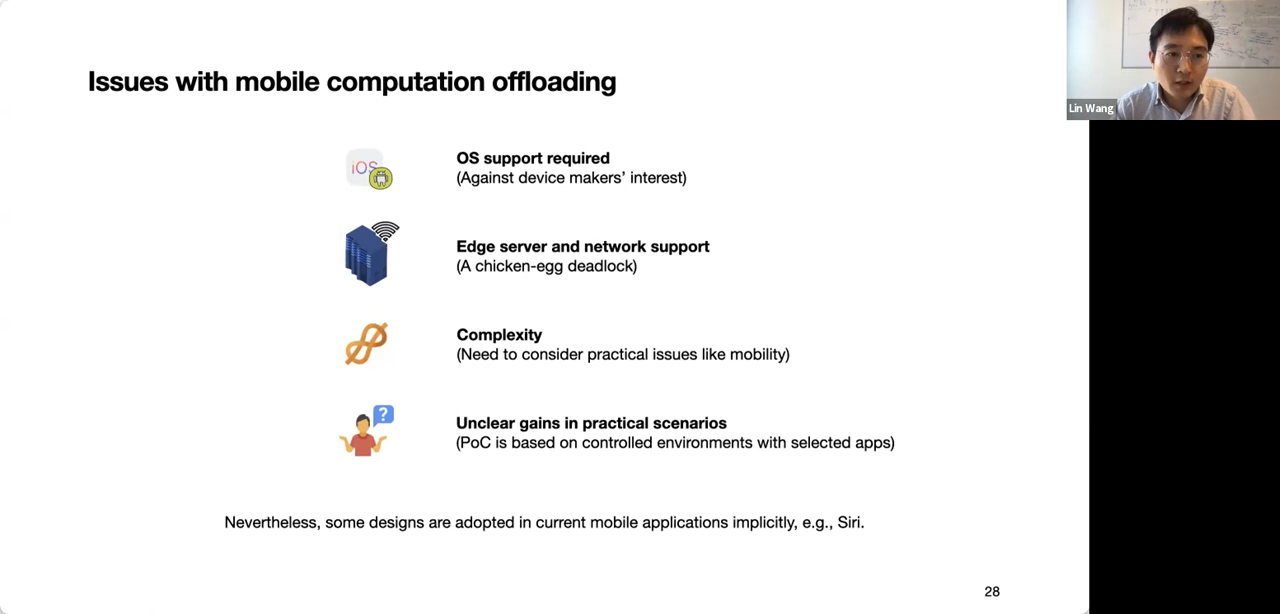 Issues with mobile computation offloading
Lin Wang
iOS
OS support required
(Against device makers’ interest)
Edge server and network support
(A chicken-egg deadlock)
Complexity
(Need to consider practical issues like mobility)
?
Unclear gains in practical scenarios
(PoC is based on controlled environments with selected apps)
Nevertheless, some designs are adopted in current mobile applications implicitly, e.g., Siri.
28